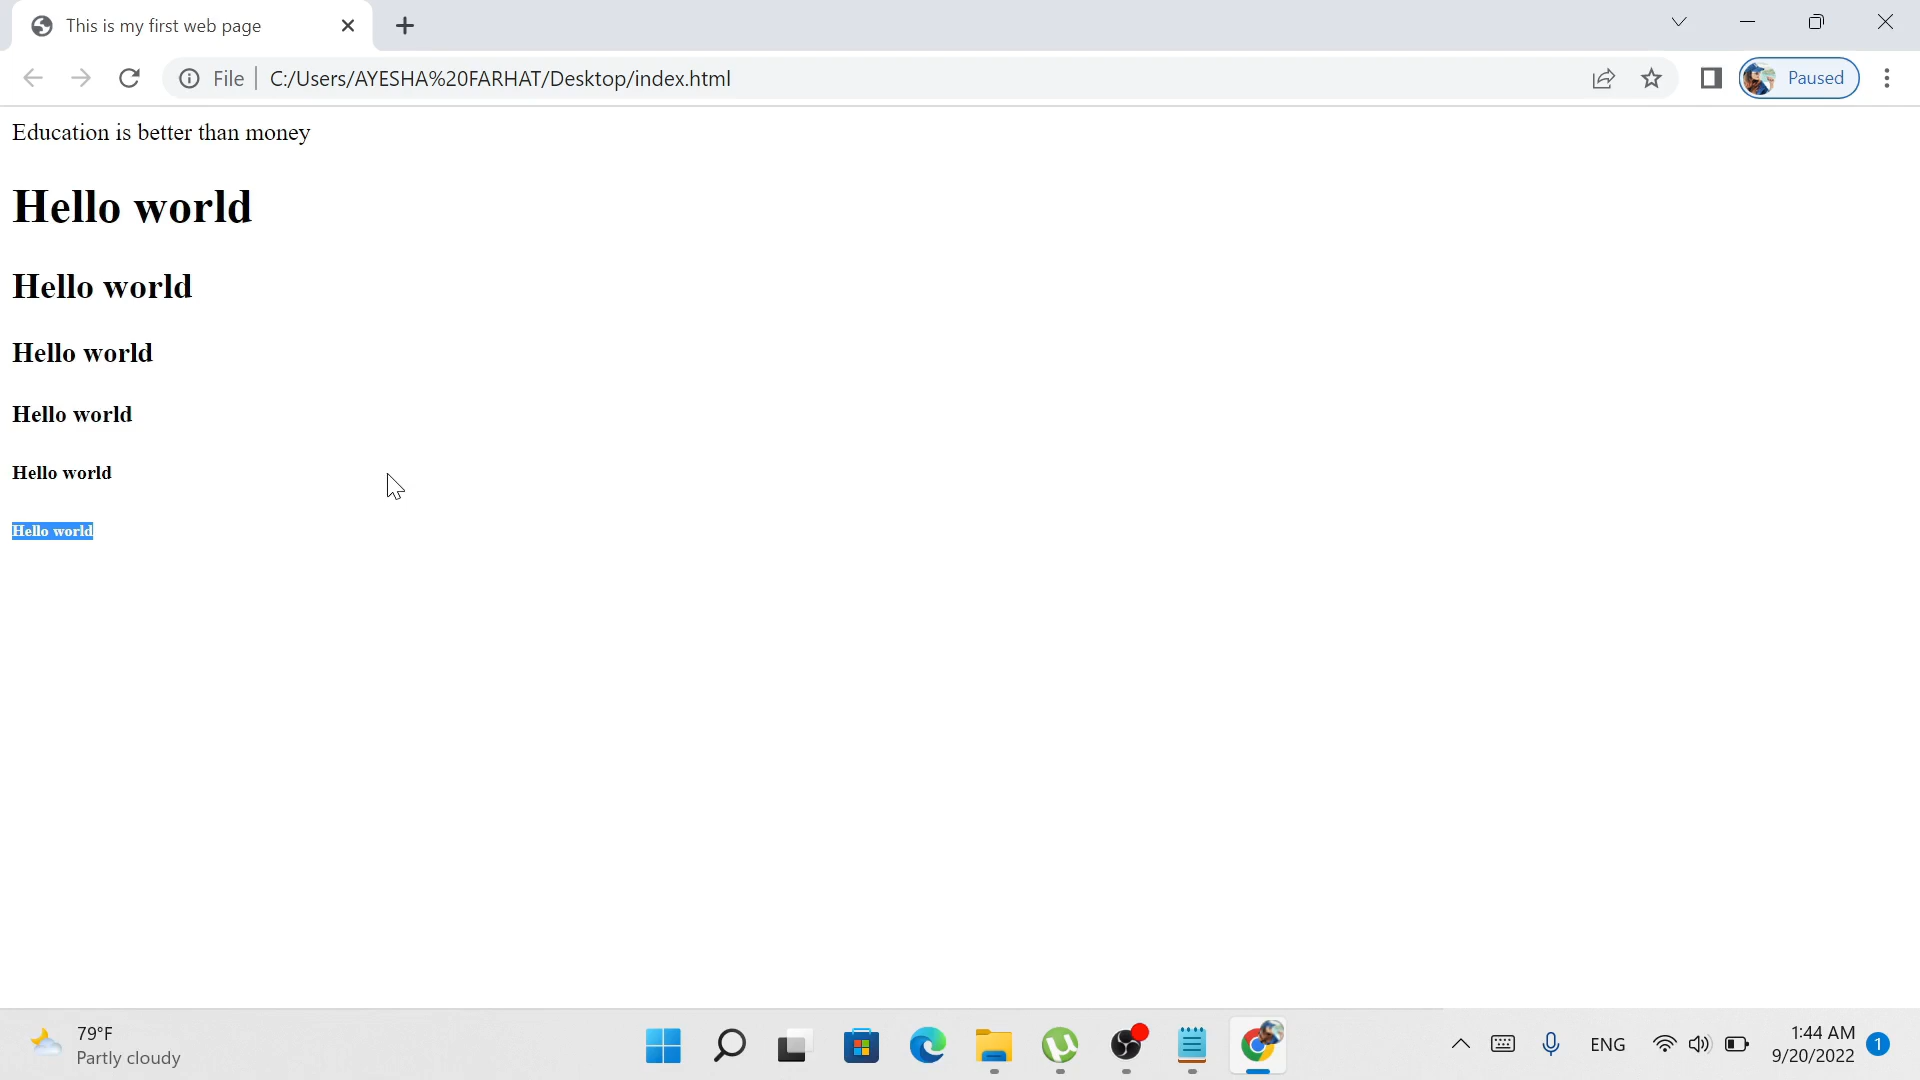 This is my first web page
File C:/Users/AYESHA%20FARHAT/Desktop/index.html
Paused
Education is better than money
Hello world
Hello world
Hello world
Hello world
Hello world
Hello world
79°F
Partly cloudy
ENG
1:44 AM
9/20/2022
1